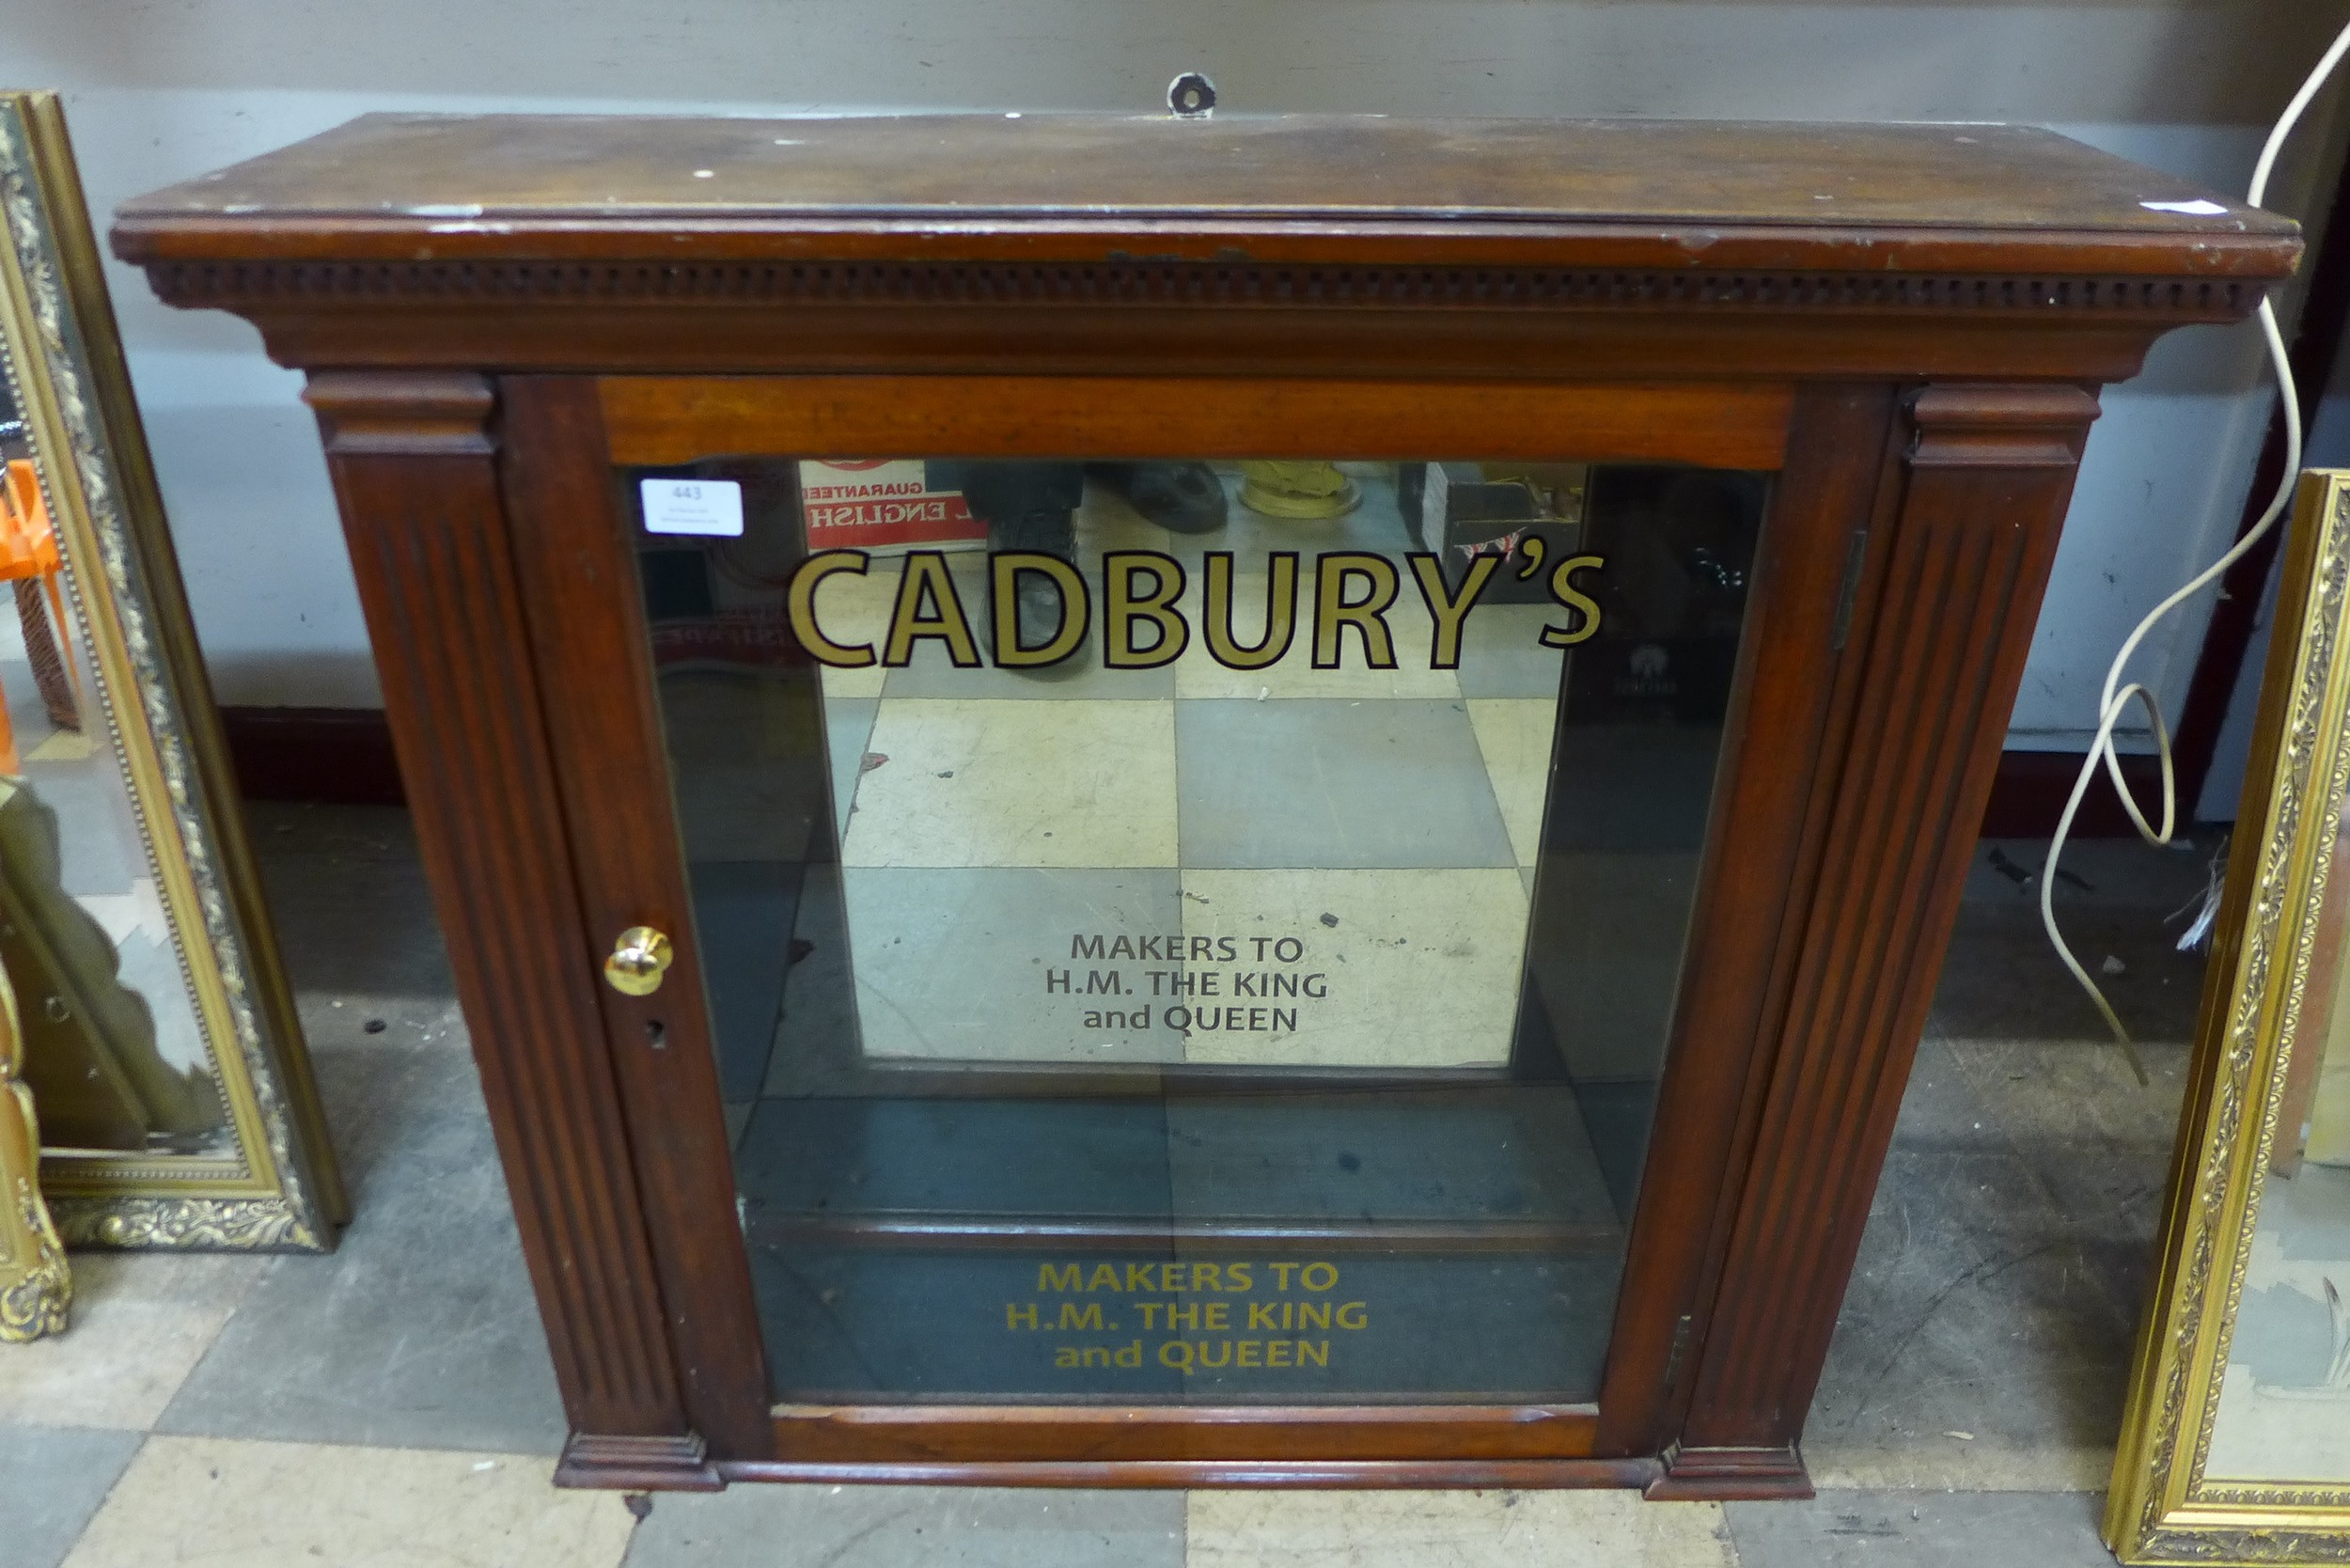 443
GUARANTEED
ENGLISH
CADBURY'S
MAKERS TO
H.M. THE KING
and QUEEN
MAKERS TO
H.M. THE KING
and QUEEN